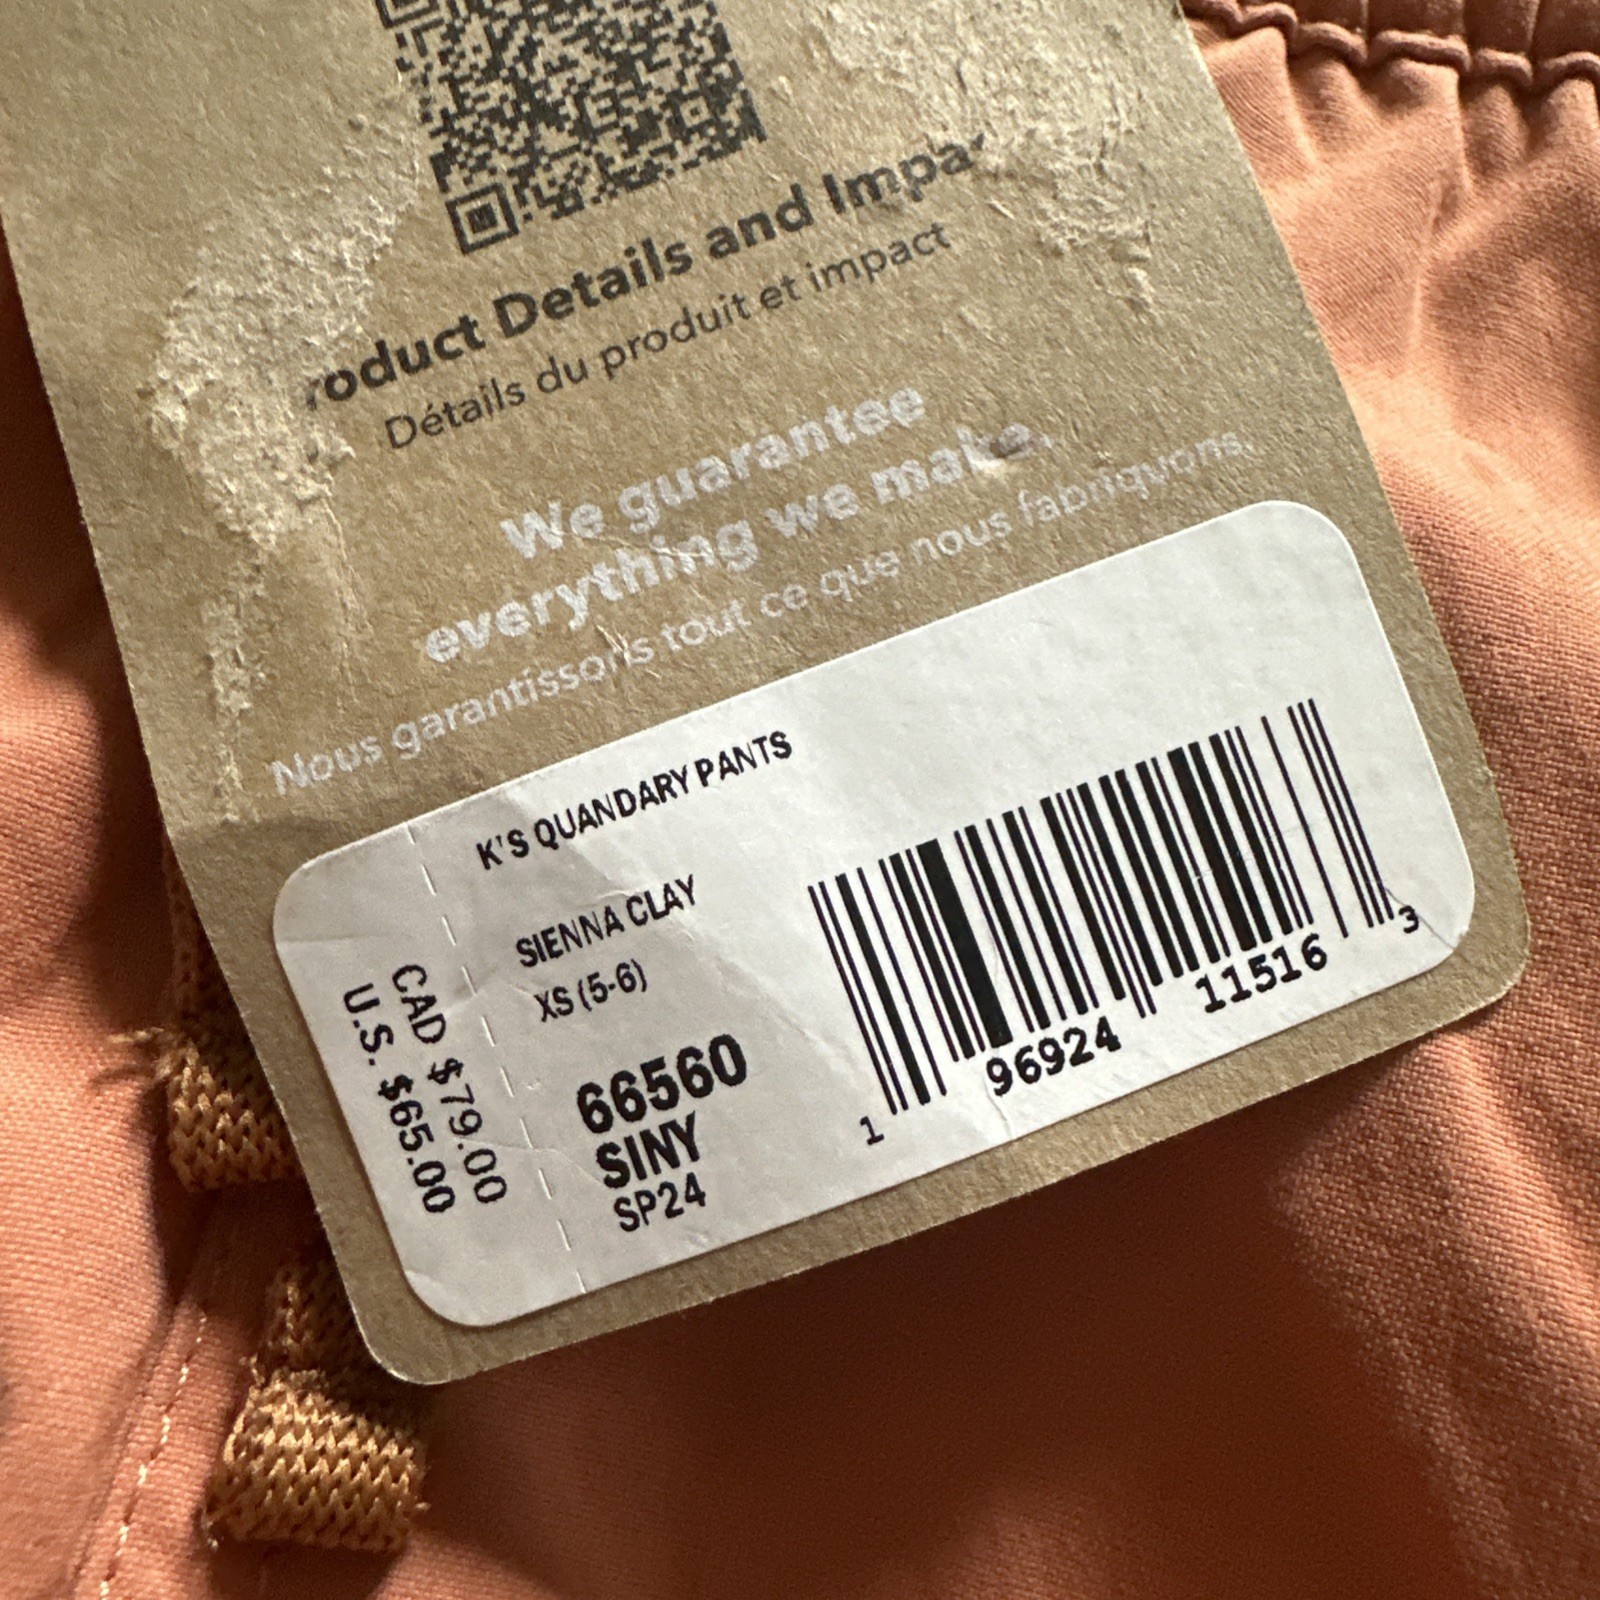 roduct Details and Impa
Détails du produit et impact
We guarantee
everything we make.
Nous garantissons tout ce que nous fabriquons.
K'S QUANDARY PANTS
SIENNA CLAY
XS (5-6)
66560
SINY
SP24
CAD $79.00
U.S. $65.00
1 96924 11516 3